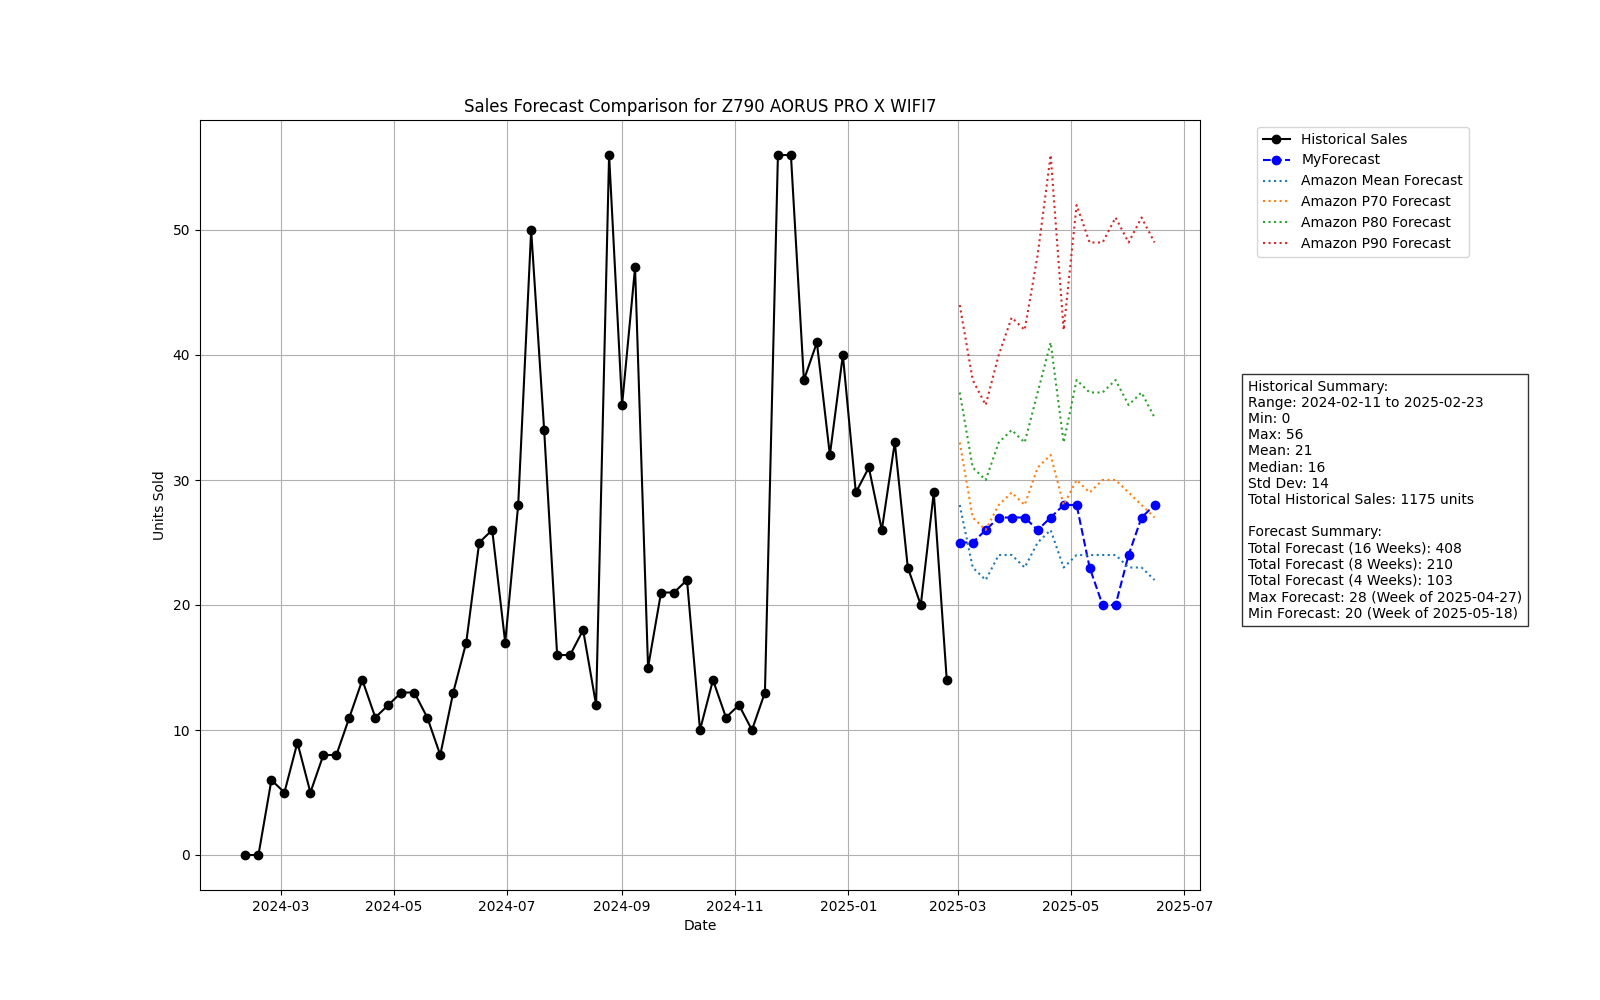 Sales Forecast Comparison for Z790 AORUS PRO X WIFI7
Historical Sales
MyForecast
Amazon Mean Forecast
Amazon P70 Forecast
Amazon P80 Forecast
Amazon P90 Forecast
50
40
30
20
10
0
Units Sold
2024-03
2024-05
2024-07
2024-09
2024-11
2025-01
2025-03
2025-05
2025-07
Date
Historical Summary:
Range: 2024-02-11 to 2025-02-23
Min: 0
Max: 56
Mean: 21
Median: 16
Std Dev: 14
Total Historical Sales: 1175 units
Forecast Summary:
Total Forecast (16 Weeks): 408
Total Forecast (8 Weeks): 210
Total Forecast (4 Weeks): 103
Max Forecast: 28 (Week of 2025-04-27)
Min Forecast: 20 (Week of 2025-05-18)